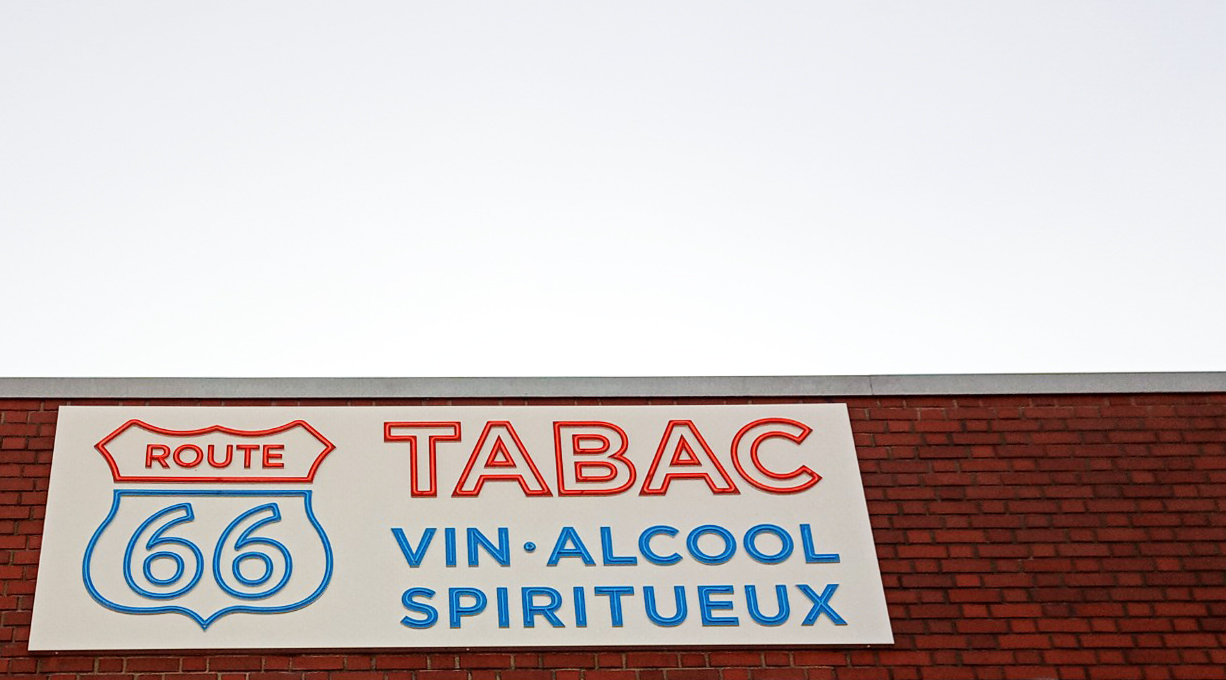 ROUTE
66
TABAC
VIN·ALCOOL
SPIRITUEUX